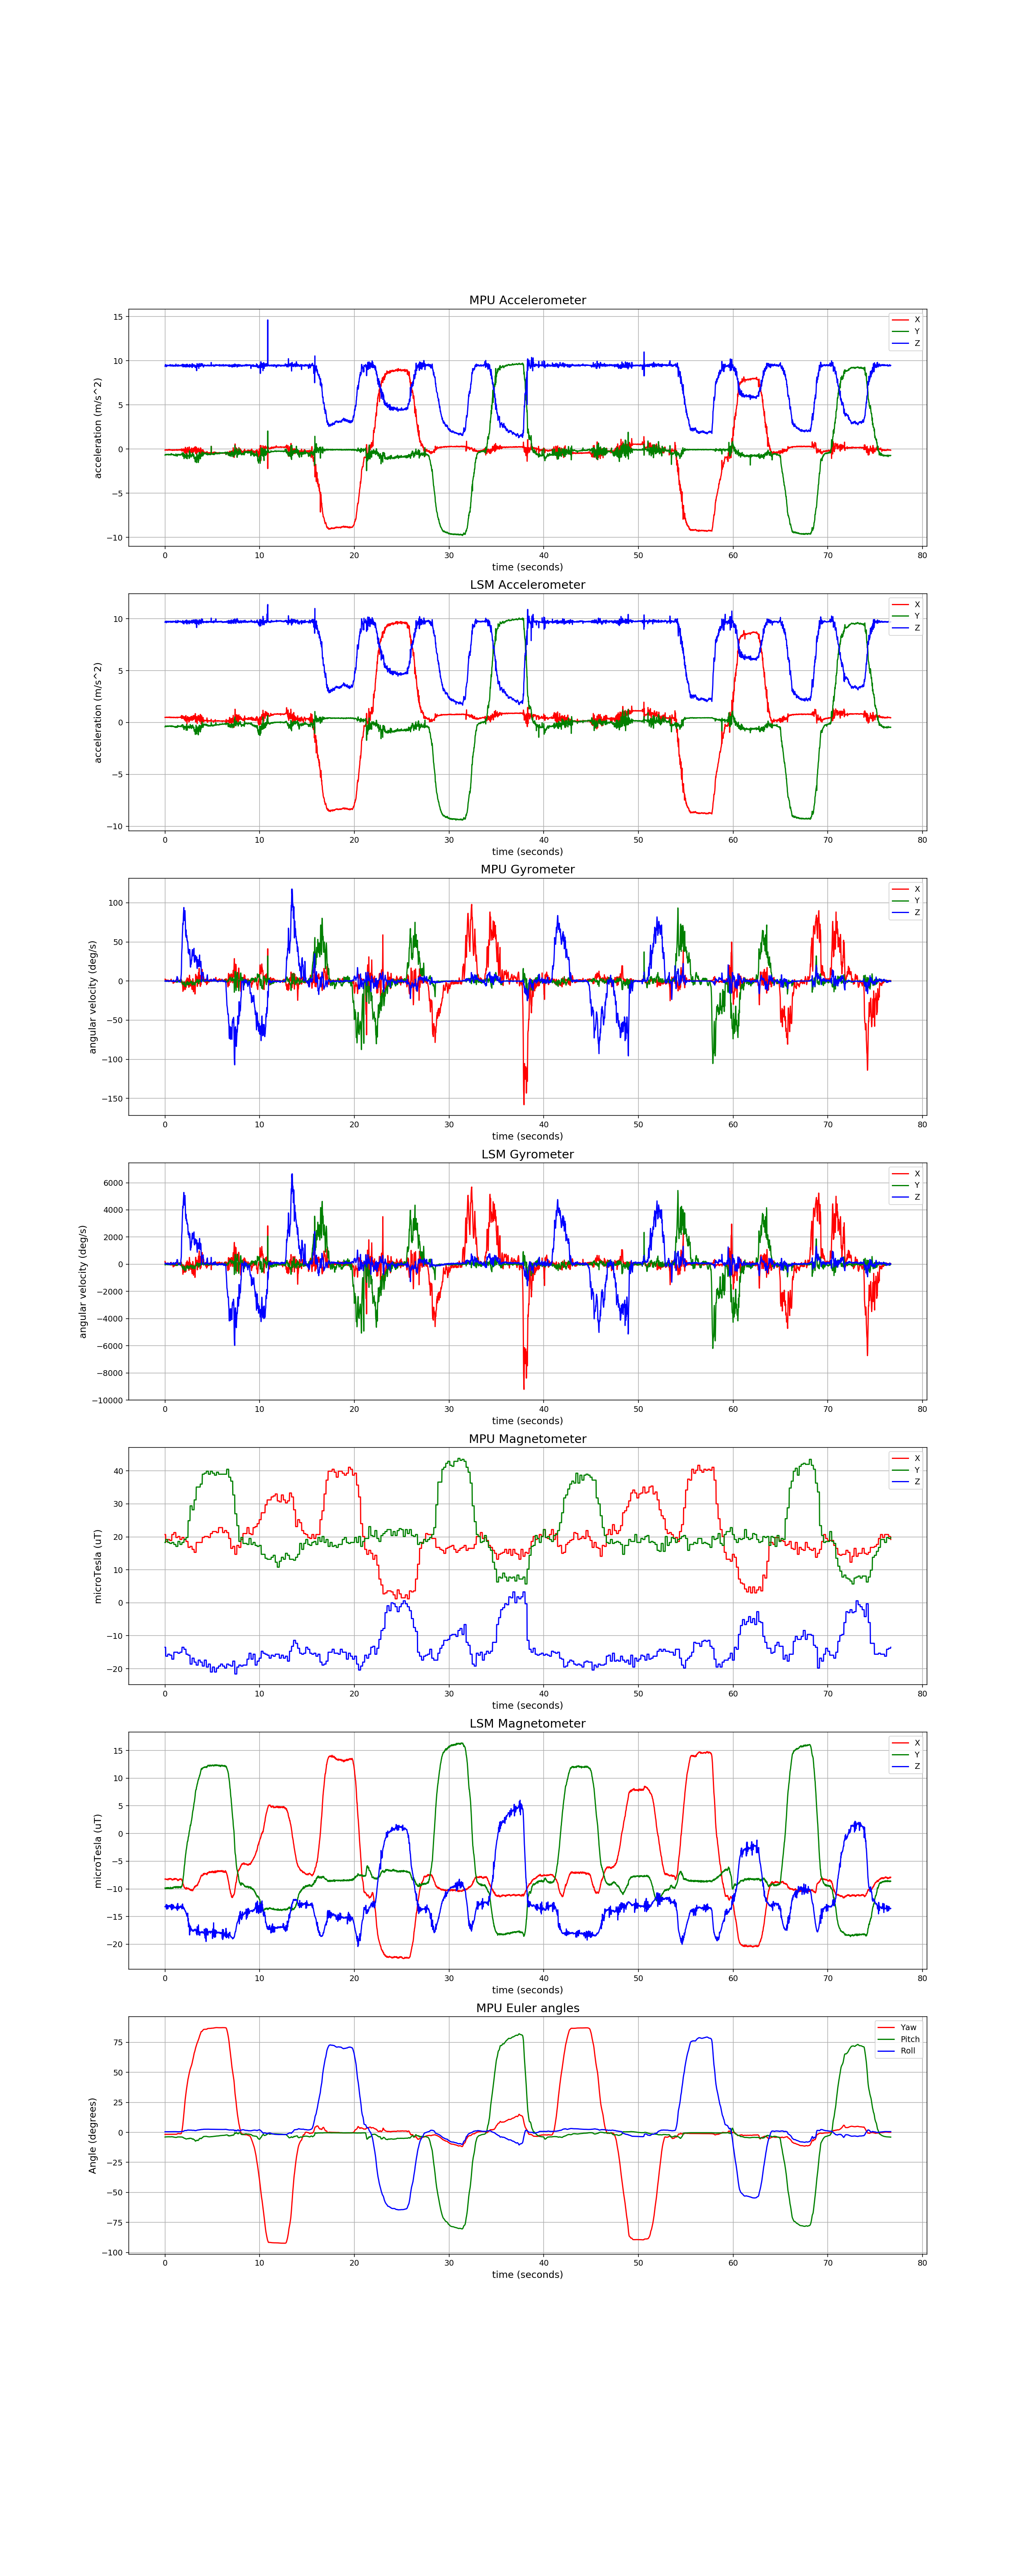 MPU Accelerometer
15
10
5
0
−5
−10
acceleration (m/s^2)
X
Y
Z
0 10 20 30 40 50 60 70 80
time (seconds)
LSM Accelerometer
10
5
0
−5
−10
acceleration (m/s^2)
X
Y
Z
0 10 20 30 40 50 60 70 80
time (seconds)
MPU Gyrometer
100
50
0
−50
−100
−150
angular velocity (deg/s)
X
Y
Z
0 10 20 30 40 50 60 70 80
time (seconds)
LSM Gyrometer
6000
4000
2000
0
−2000
−4000
−6000
−8000
−10000
angular velocity (deg/s)
X
Y
Z
0 10 20 30 40 50 60 70 80
time (seconds)
MPU Magnetometer
40
30
20
10
0
−10
−20
microTesla (uT)
X
Y
Z
0 10 20 30 40 50 60 70 80
time (seconds)
LSM Magnetometer
15
10
5
0
−5
−10
−15
−20
microTesla (uT)
X
Y
Z
0 10 20 30 40 50 60 70 80
time (seconds)
MPU Euler angles
75
50
25
0
−25
−50
−75
−100
Angle (degrees)
Yaw
Pitch
Roll
0 10 20 30 40 50 60 70 80
time (seconds)